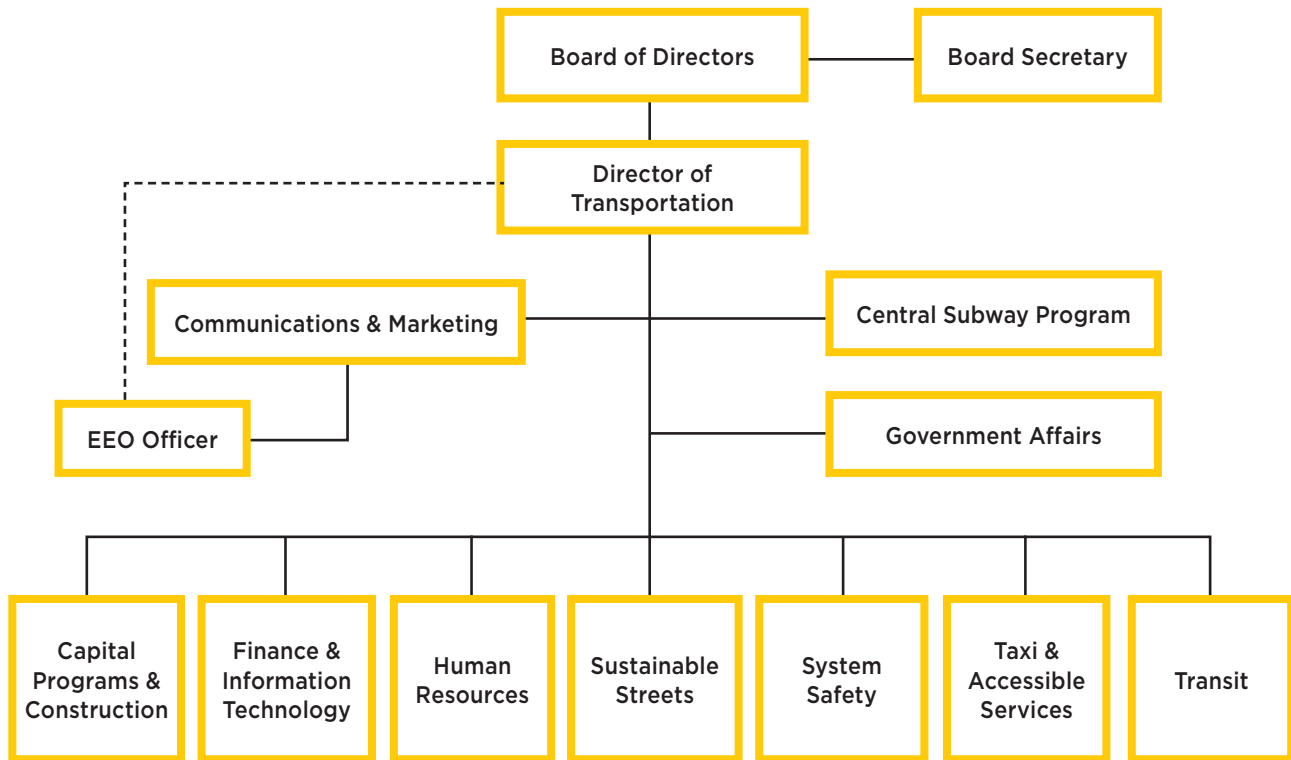 Board of Directors
Board Secretary
Director of
Transportation
Communications & Marketing
Central Subway Program
EEO Officer
Government Affairs
Capital
Programs &
Construction
Finance &
Information
Technology
Human
Resources
Sustainable
Streets
System
Safety
Taxi &
Accessible
Services
Transit